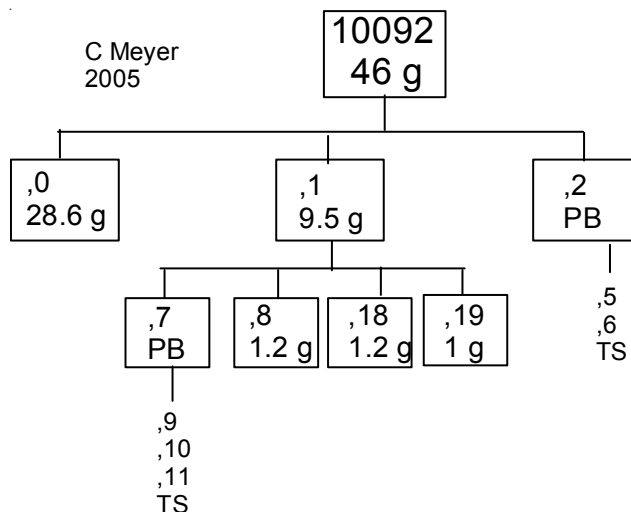 C Meyer
2005
10092
46 g
,0
28.6 g
,1
9.5 g
,2
PB
,5
,6
TS
,7
PB
,8
1.2 g
,18
1.2 g
,19
1 g
,9
,10
,11
TS